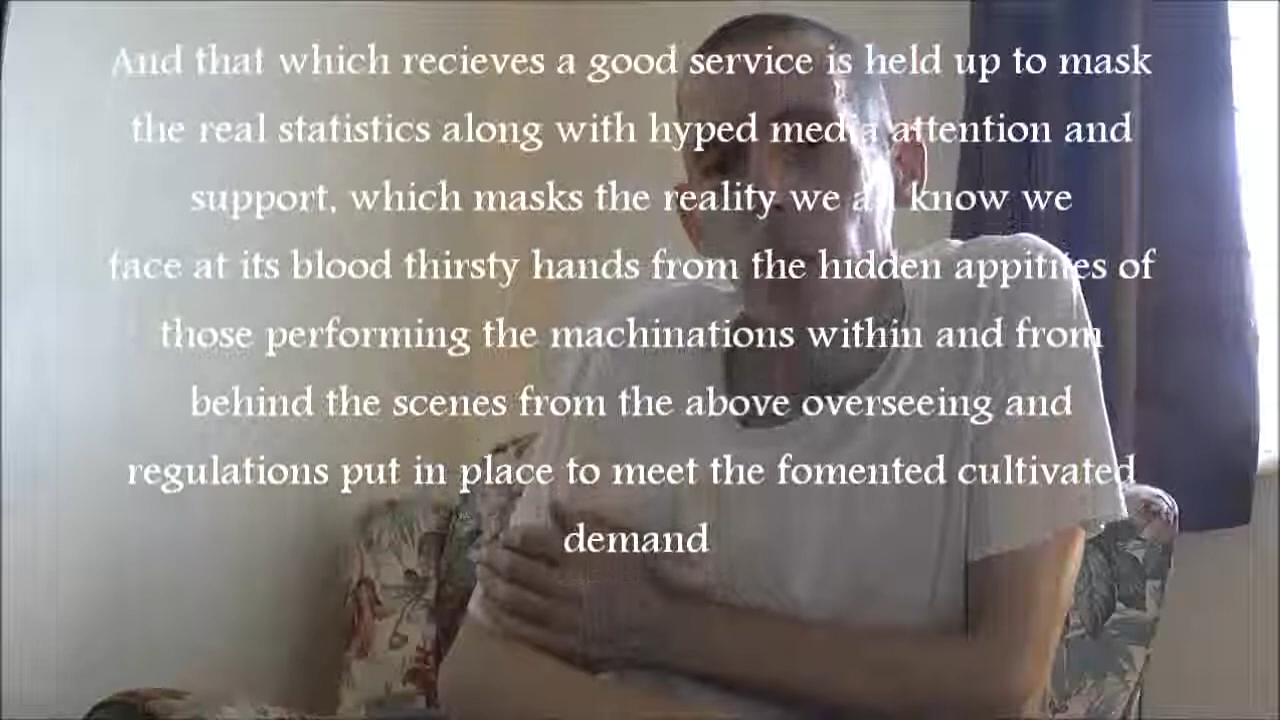 And that which recieves a good service is held up to mask
the real statistics along with hyped media attention and
support, which masks the reality we all know we
face at its blood thirsty hands from the hidden appitites of
those performing the machinations within and from
behind the scenes from the above overseeing and
regulations put in place to meet the fomented cultivated
demand